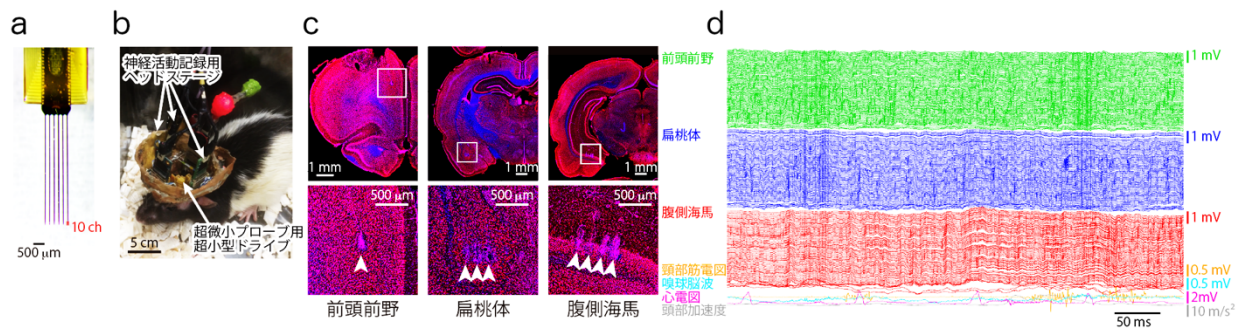 a
10 ch
500 μm
b
神経活動記録用
ヘッドステージ
超微小プローブ用
超小型ドライブ
5 cm
c
1 mm
1 mm
1 mm
500 μm
500 μm
500 μm
前頭前野
扁桃体
腹側海馬
d
前頭前野
1 mV
扁桃体
1 mV
腹側海馬
1 mV
頸部筋電図
0.5 mV
嗅球脳波
0.5 mV
心電図
2mV
頭部加速度
10 m/s²
50 ms